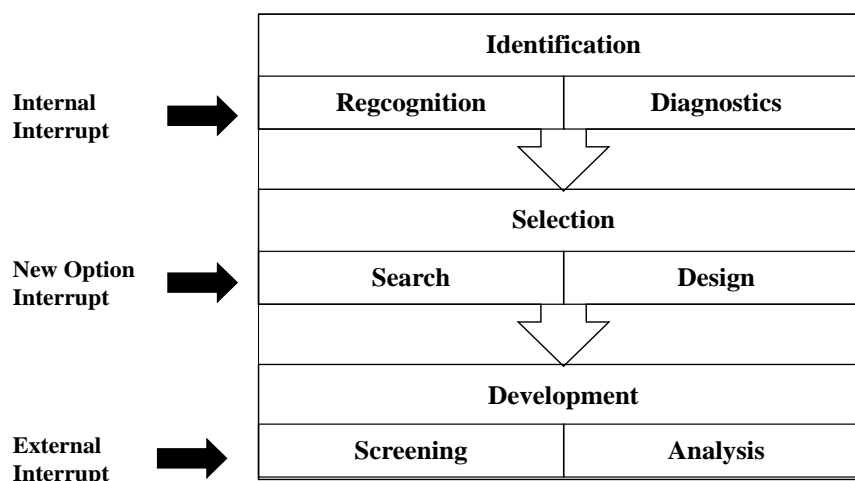 Identification
Internal
Interrupt
Regcognition
Diagnostics
Selection
New Option
Interrupt
Search
Design
Development
External
Interrupt
Screening
Analysis